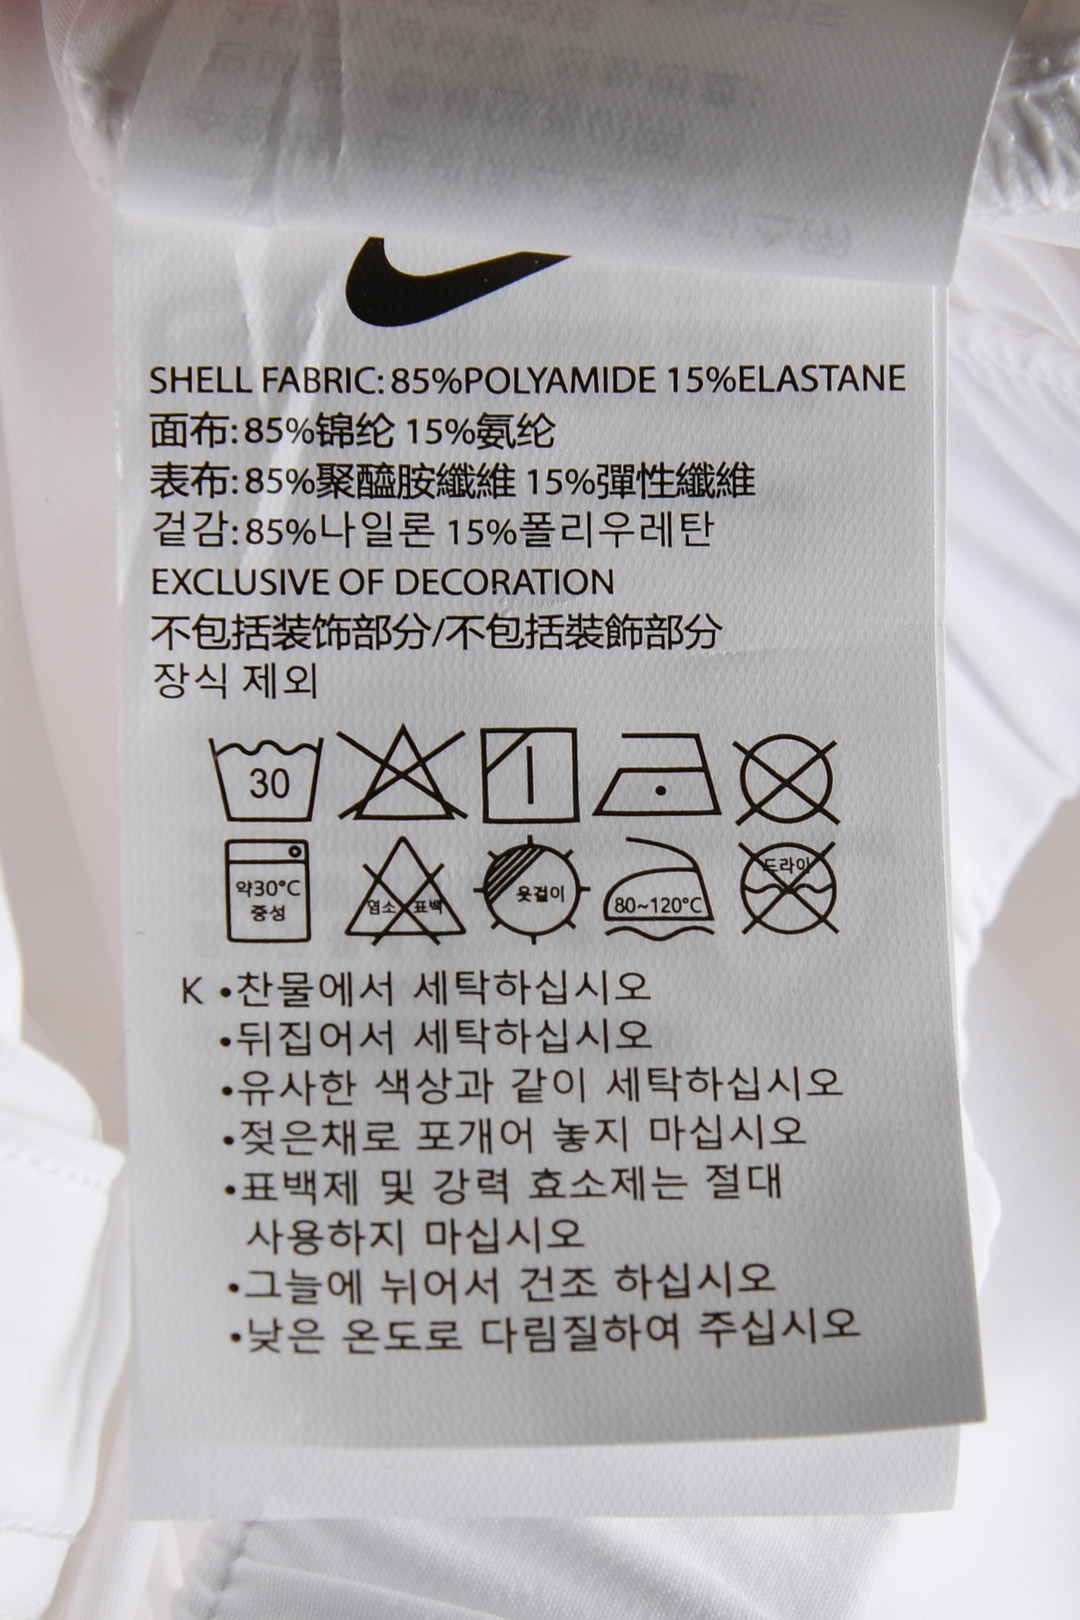 SHELL FABRIC: 85%POLYAMIDE 15%ELASTANE
面布: 85%锦纶 15%氨纶
表布: 85%聚醯胺纖維 15%彈性纖維
겉감: 85%나일론 15%폴리우레탄
EXCLUSIVE OF DECORATION
不包括装饰部分/不包括裝飾部分
장식 제외
30
약30°C
중성
염소 표백
옷걸이
80~120°C
드라이
K •찬물에서 세탁하십시오
•뒤집어서 세탁하십시오
•유사한 색상과 같이 세탁하십시오
•젖은채로 포개어 놓지 마십시오
•표백제 및 강력 효소제는 절대
사용하지 마십시오
•그늘에 뉘어서 건조 하십시오
•낮은 온도로 다림질하여 주십시오